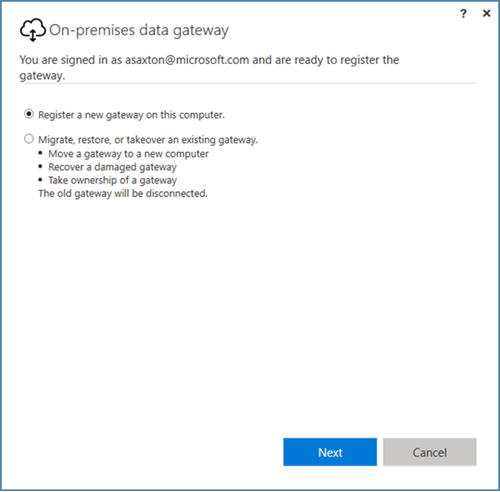 ? ×
On-premises data gateway
You are signed in as asaxton@microsoft.com and are ready to register the
gateway.
Register a new gateway on this computer.
Migrate, restore, or takeover an existing gateway.
• Move a gateway to a new computer
• Recover a damaged gateway
• Take ownership of a gateway
The old gateway will be disconnected.
Next Cancel